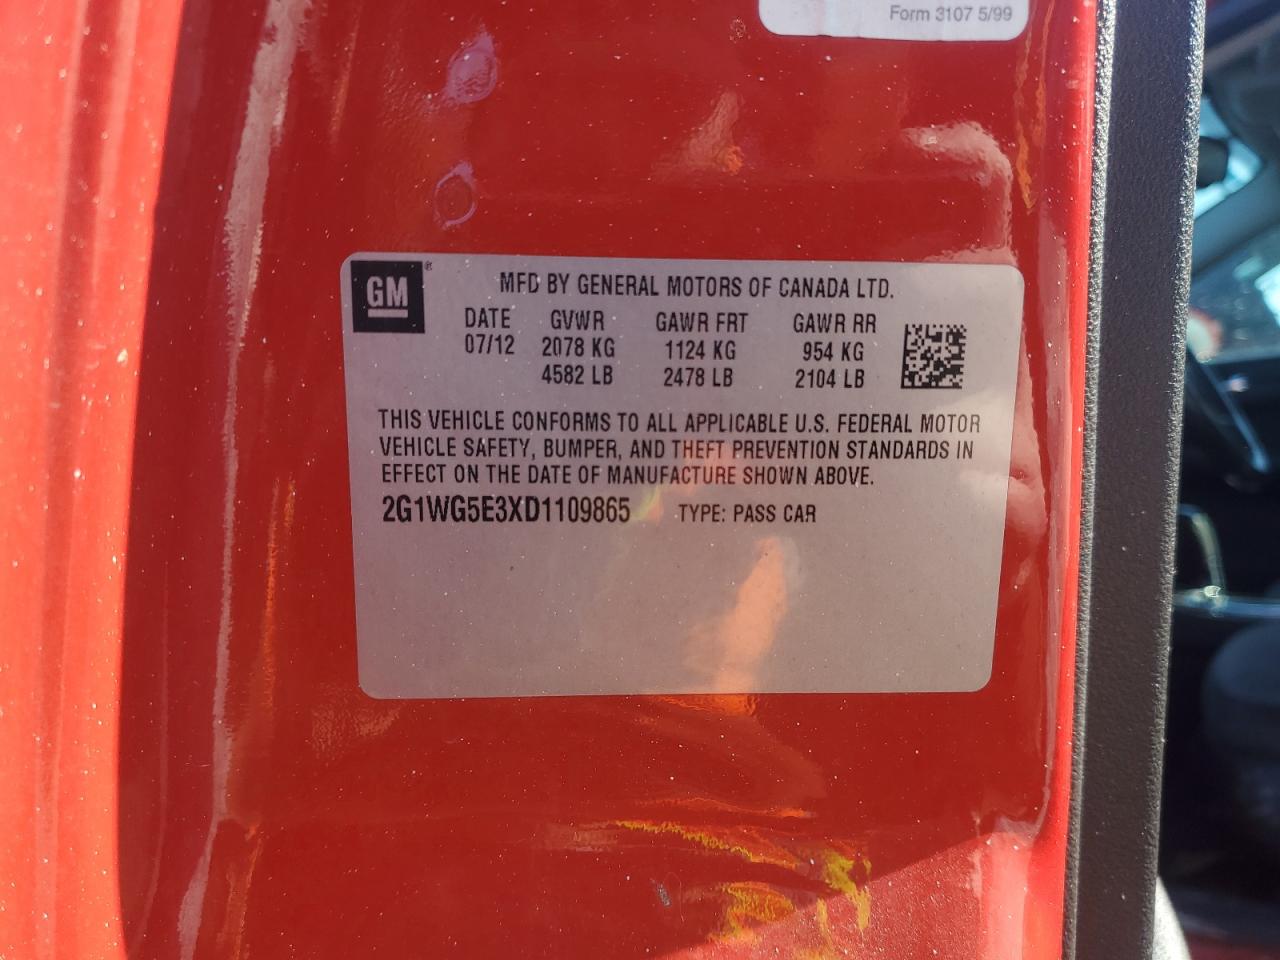 Form 3107 5/99
GM®
MFD BY GENERAL MOTORS OF CANADA LTD.
DATE GVWR GAWR FRT GAWR RR
07/12 2078 KG 1124 KG 954 KG
4582 LB 2478 LB 2104 LB
THIS VEHICLE CONFORMS TO ALL APPLICABLE U.S. FEDERAL MOTOR
VEHICLE SAFETY, BUMPER, AND THEFT PREVENTION STANDARDS IN
EFFECT ON THE DATE OF MANUFACTURE SHOWN ABOVE.
2G1WG5E3XD1109865 TYPE: PASS CAR